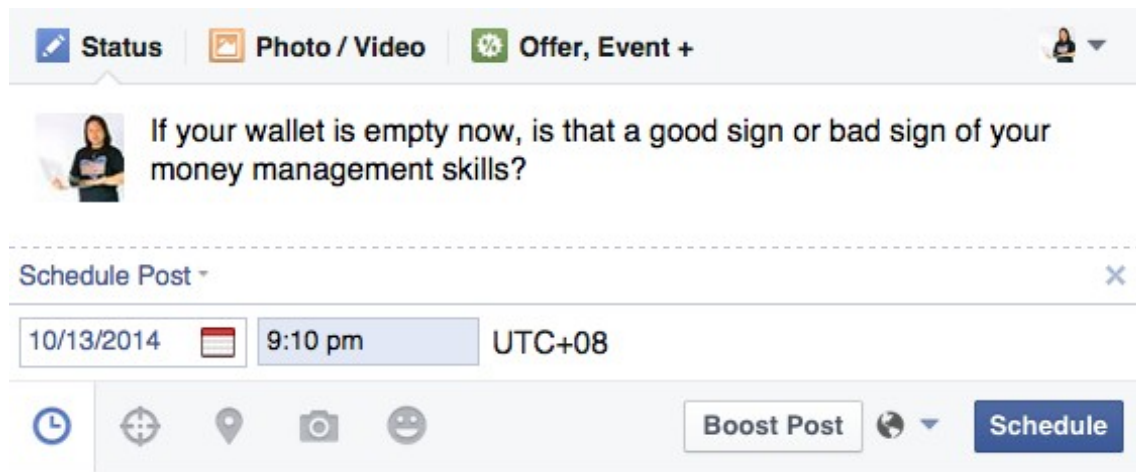 Status Photo / Video Offer, Event +
If your wallet is empty now, is that a good sign or bad sign of your
money management skills?
Schedule Post
10/13/2014 9:10 pm UTC+08
Boost Post Schedule